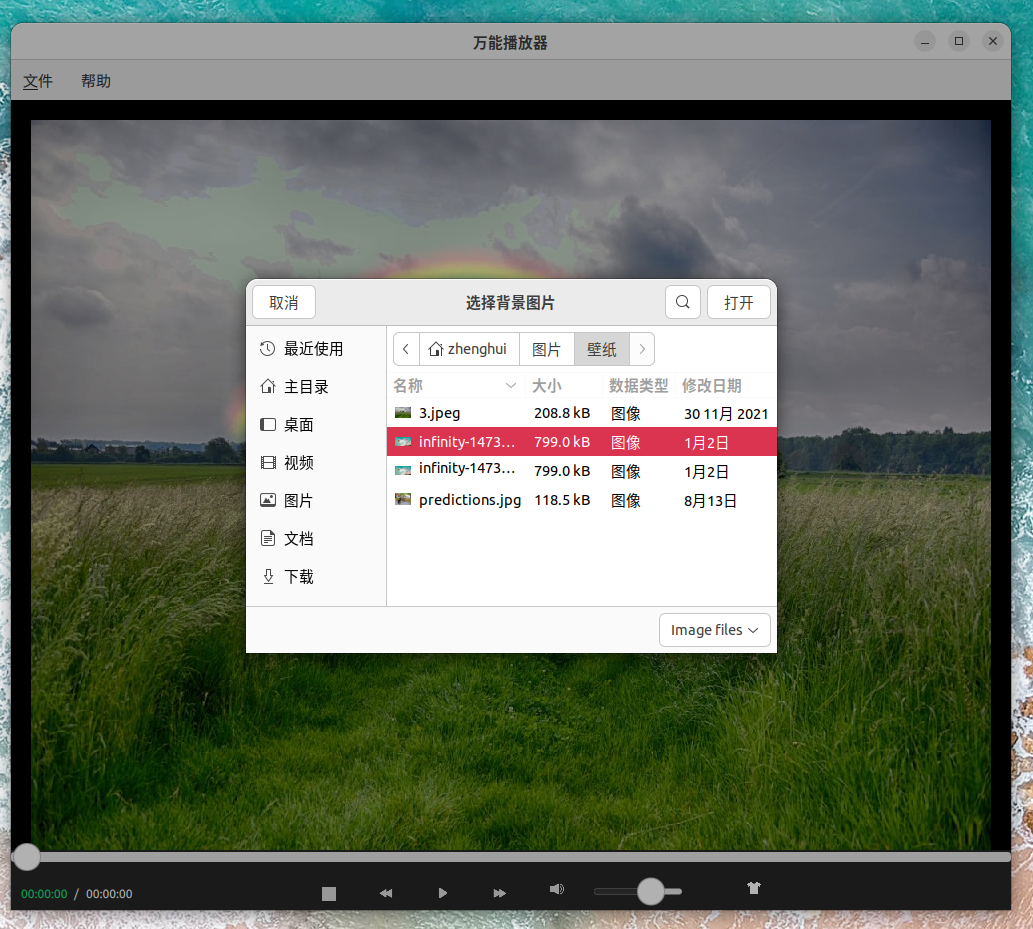 万能播放器
文件 帮助
取消 选择背景图片 打开
最近使用
主目录
桌面
视频
图片
文档
下载
zhenghui 图片 壁纸
名称 大小 数据类型 修改日期
3.jpeg 208.8 kB 图像 30 11月 2021
infinity-1473… 799.0 kB 图像 1月2日
infinity-1473… 799.0 kB 图像 1月2日
predictions.jpg 118.5 kB 图像 8月13日
Image files
00:00:00 / 00:00:00